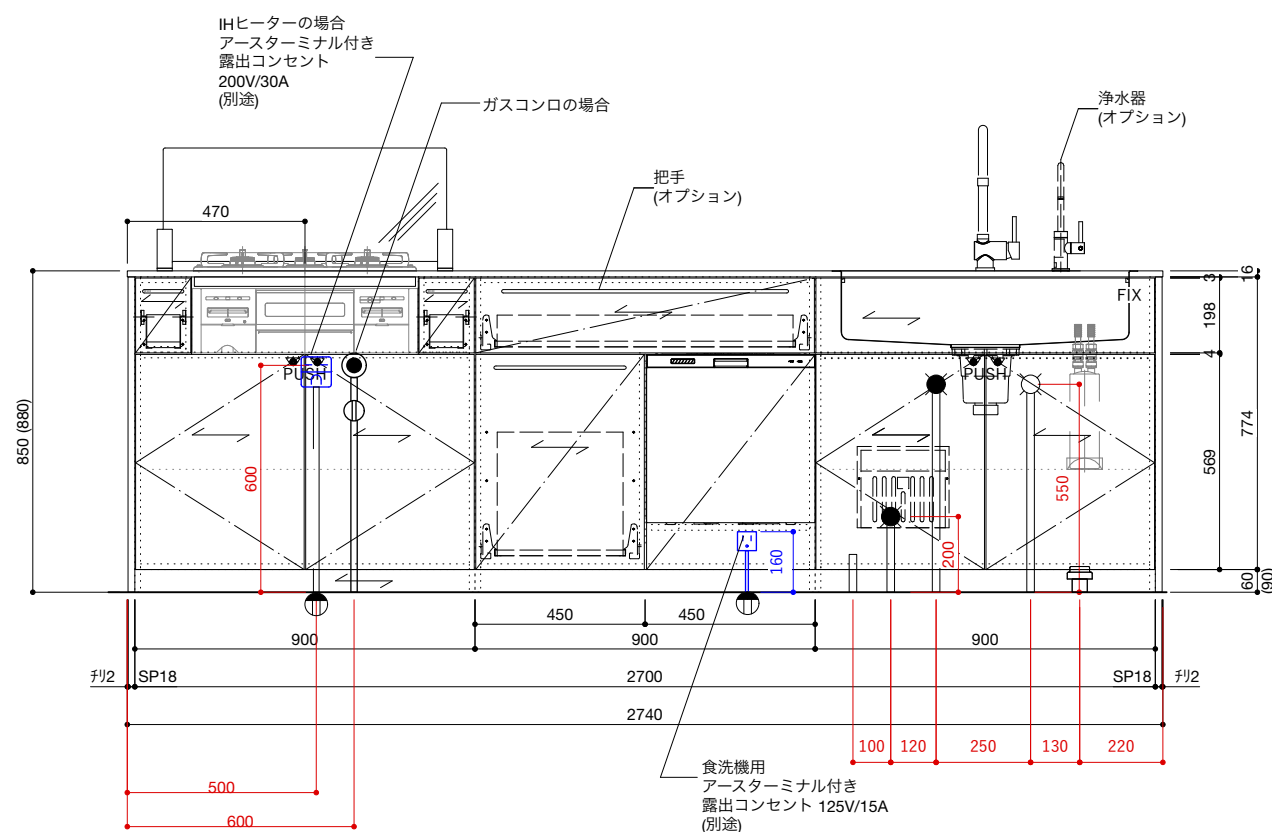 IHヒーターの場合
アースターミナル付き
露出コンセント
200V/30A
(別途)
ガスコンロの場合
浄水器
(オプション)
把手
(オプション)
470
16
3
FIX
198
4
PUSH
PUSH
850 (880)
774
600
569
550
200
160
60
(90)
450
450
900
900
900
チリ2
SP18
2700
SP18
チリ2
2740
100
120
250
130
220
500
600
食洗機用
アースターミナル付き
露出コンセント 125V/15A
(別途)